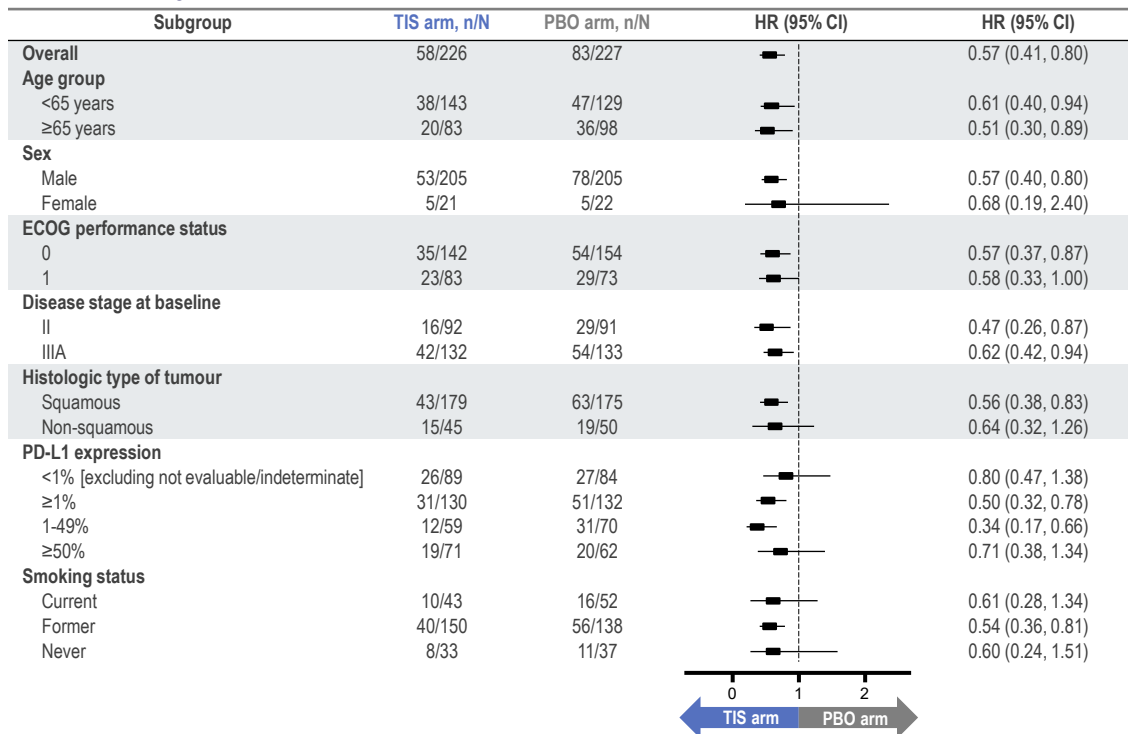 Subgroup TIS arm, n/N PBO arm, n/N HR (95% CI) HR (95% CI)
Overall 58/226 83/227 0.57 (0.41, 0.80)
Age group
<65 years 38/143 47/129 0.61 (0.40, 0.94)
≥65 years 20/83 36/98 0.51 (0.30, 0.89)
Sex
Male 53/205 78/205 0.57 (0.40, 0.80)
Female 5/21 5/22 0.68 (0.19, 2.40)
ECOG performance status
0 35/142 54/154 0.57 (0.37, 0.87)
1 23/83 29/73 0.58 (0.33, 1.00)
Disease stage at baseline
II 16/92 29/91 0.47 (0.26, 0.87)
IIIA 42/132 54/133 0.62 (0.42, 0.94)
Histologic type of tumour
Squamous 43/179 63/175 0.56 (0.38, 0.83)
Non-squamous 15/45 19/50 0.64 (0.32, 1.26)
PD-L1 expression
<1% [excluding not evaluable/indeterminate] 26/89 27/84 0.80 (0.47, 1.38)
≥1% 31/130 51/132 0.50 (0.32, 0.78)
1-49% 12/59 31/70 0.34 (0.17, 0.66)
≥50% 19/71 20/62 0.71 (0.38, 1.34)
Smoking status
Current 10/43 16/52 0.61 (0.28, 1.34)
Former 40/150 56/138 0.54 (0.36, 0.81)
Never 8/33 11/37 0.60 (0.24, 1.51)
0 1 2
TIS arm PBO arm